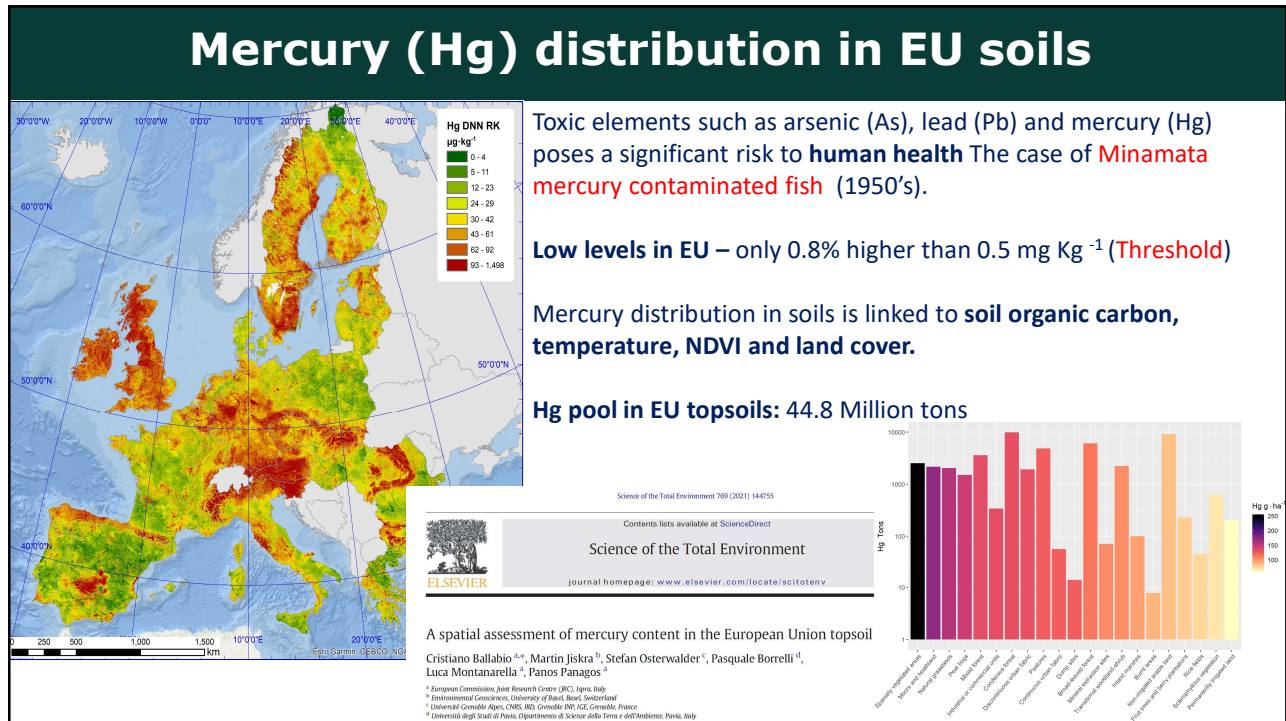 Mercury (Hg) distribution in EU soils
30°0'0"W
20°0'0"W
10°0'0"W
0°0'0"
10°0'0"E
20°0'0"E
30°0'0"E
40°0'0"E
60°0'0"N
50°0'0"N
50°0'0"N
40°0'0"N
10°0'0"E
20°0'0"E
Hg DNN RK
µg·kg-1
0 - 4
5 - 11
12 - 23
24 - 29
30 - 42
43 - 61
62 - 92
93 - 1,498
0 250 500 1,000 1,500
km
Esri, Garmin, GEBCO, NOA
Toxic elements such as arsenic (As), lead (Pb) and mercury (Hg)
poses a significant risk to human health The case of Minamata
mercury contaminated fish (1950’s).
Low levels in EU – only 0.8% higher than 0.5 mg Kg -1 (Threshold)
Mercury distribution in soils is linked to soil organic carbon,
temperature, NDVI and land cover.
Hg pool in EU topsoils: 44.8 Million tons
Science of the Total Environment 769 (2021) 144755
Contents lists available at ScienceDirect
Science of the Total Environment
journal homepage: www.elsevier.com/locate/scitotenv
ELSEVIER
A spatial assessment of mercury content in the European Union topsoil
Cristiano Ballabio a,*, Martin Jiskra b, Stefan Osterwalder c, Pasquale Borrelli d,
Luca Montanarella a, Panos Panagos a
a European Commission, Joint Research Centre (JRC), Ispra, Italy
b Environmental Geosciences, University of Basel, Basel, Switzerland
c Université Grenoble Alpes, CNRS, IRD, Grenoble INP, IGE, Grenoble, France
d Università degli Studi di Pavia, Dipartimento di Scienze della Terra e dell'Ambiente, Pavia, Italy
Hg Tons
10000
1000
100
10
1
Sparsely vegetated areas
Moors and heathland
Natural grasslands
Peat bogs
Mixed forest
Industrial or commercial units
Coniferous forest
Discontinuous urban fabric
Pastures
Continuous urban fabric
Dump sites
Broad-leaved forest
Mineral extraction sites
Transitional woodland-shrub
Inland marshes
Burnt areas
Non-irrigated arable land
Fruit trees and berry plantations
Rice fields
Sclerophyllous vegetation
Permanently irrigated land
Hg g·ha-1
250
200
150
100